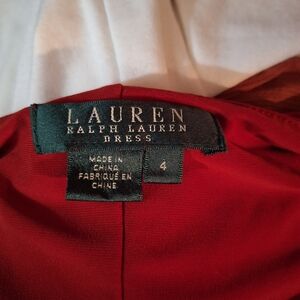 LAUREN
RALPH LAUREN
DRESS
MADE IN
CHINA
FABRIQUÉ EN
CHINE
4